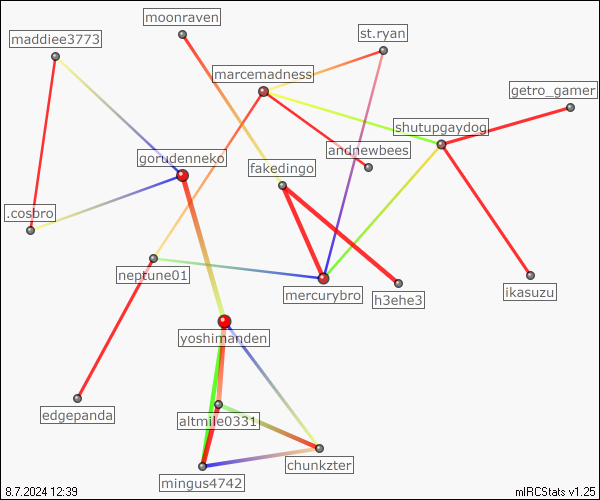 moonraven
maddiee3773
st.ryan
marcemadness
getro_gamer
shutupgaydog
andnewbees
gorudenneko
fakedingo
.cosbro
neptune01
mercurybro
h3ehe3
ikasuzu
yoshimanden
edgepanda
altmile0331
chunkzter
mingus4742
8.7.2024 12:39
mIRCStats v1.25